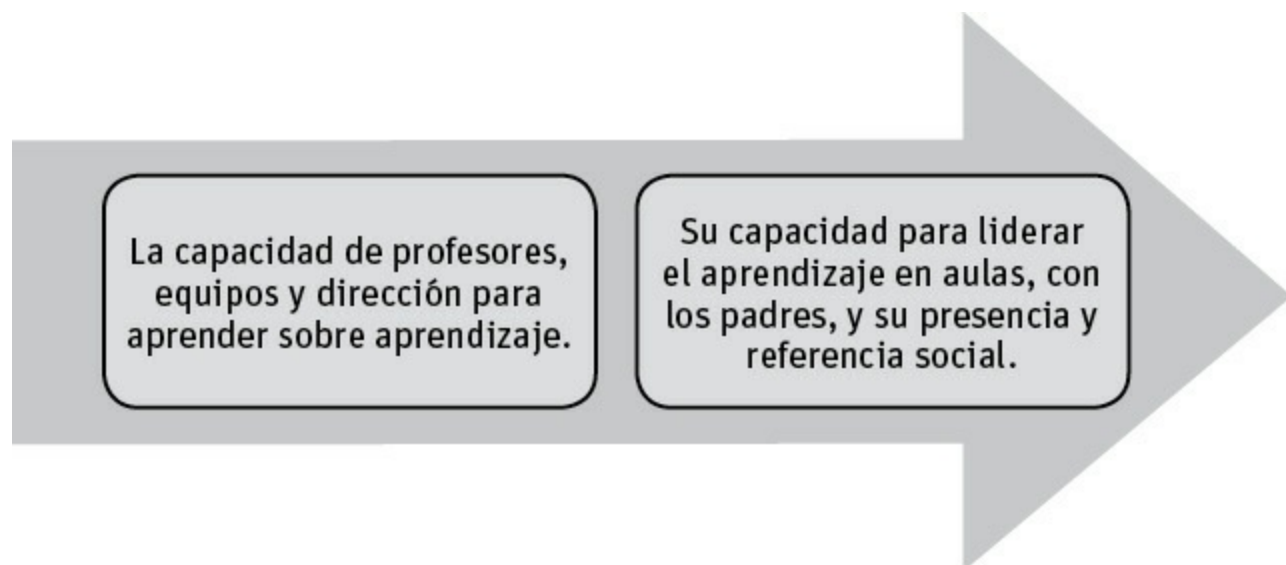 La capacidad de profesores,
equipos y dirección para
aprender sobre aprendizaje.
Su capacidad para liderar
el aprendizaje en aulas, con
los padres, y su presencia y
referencia social.